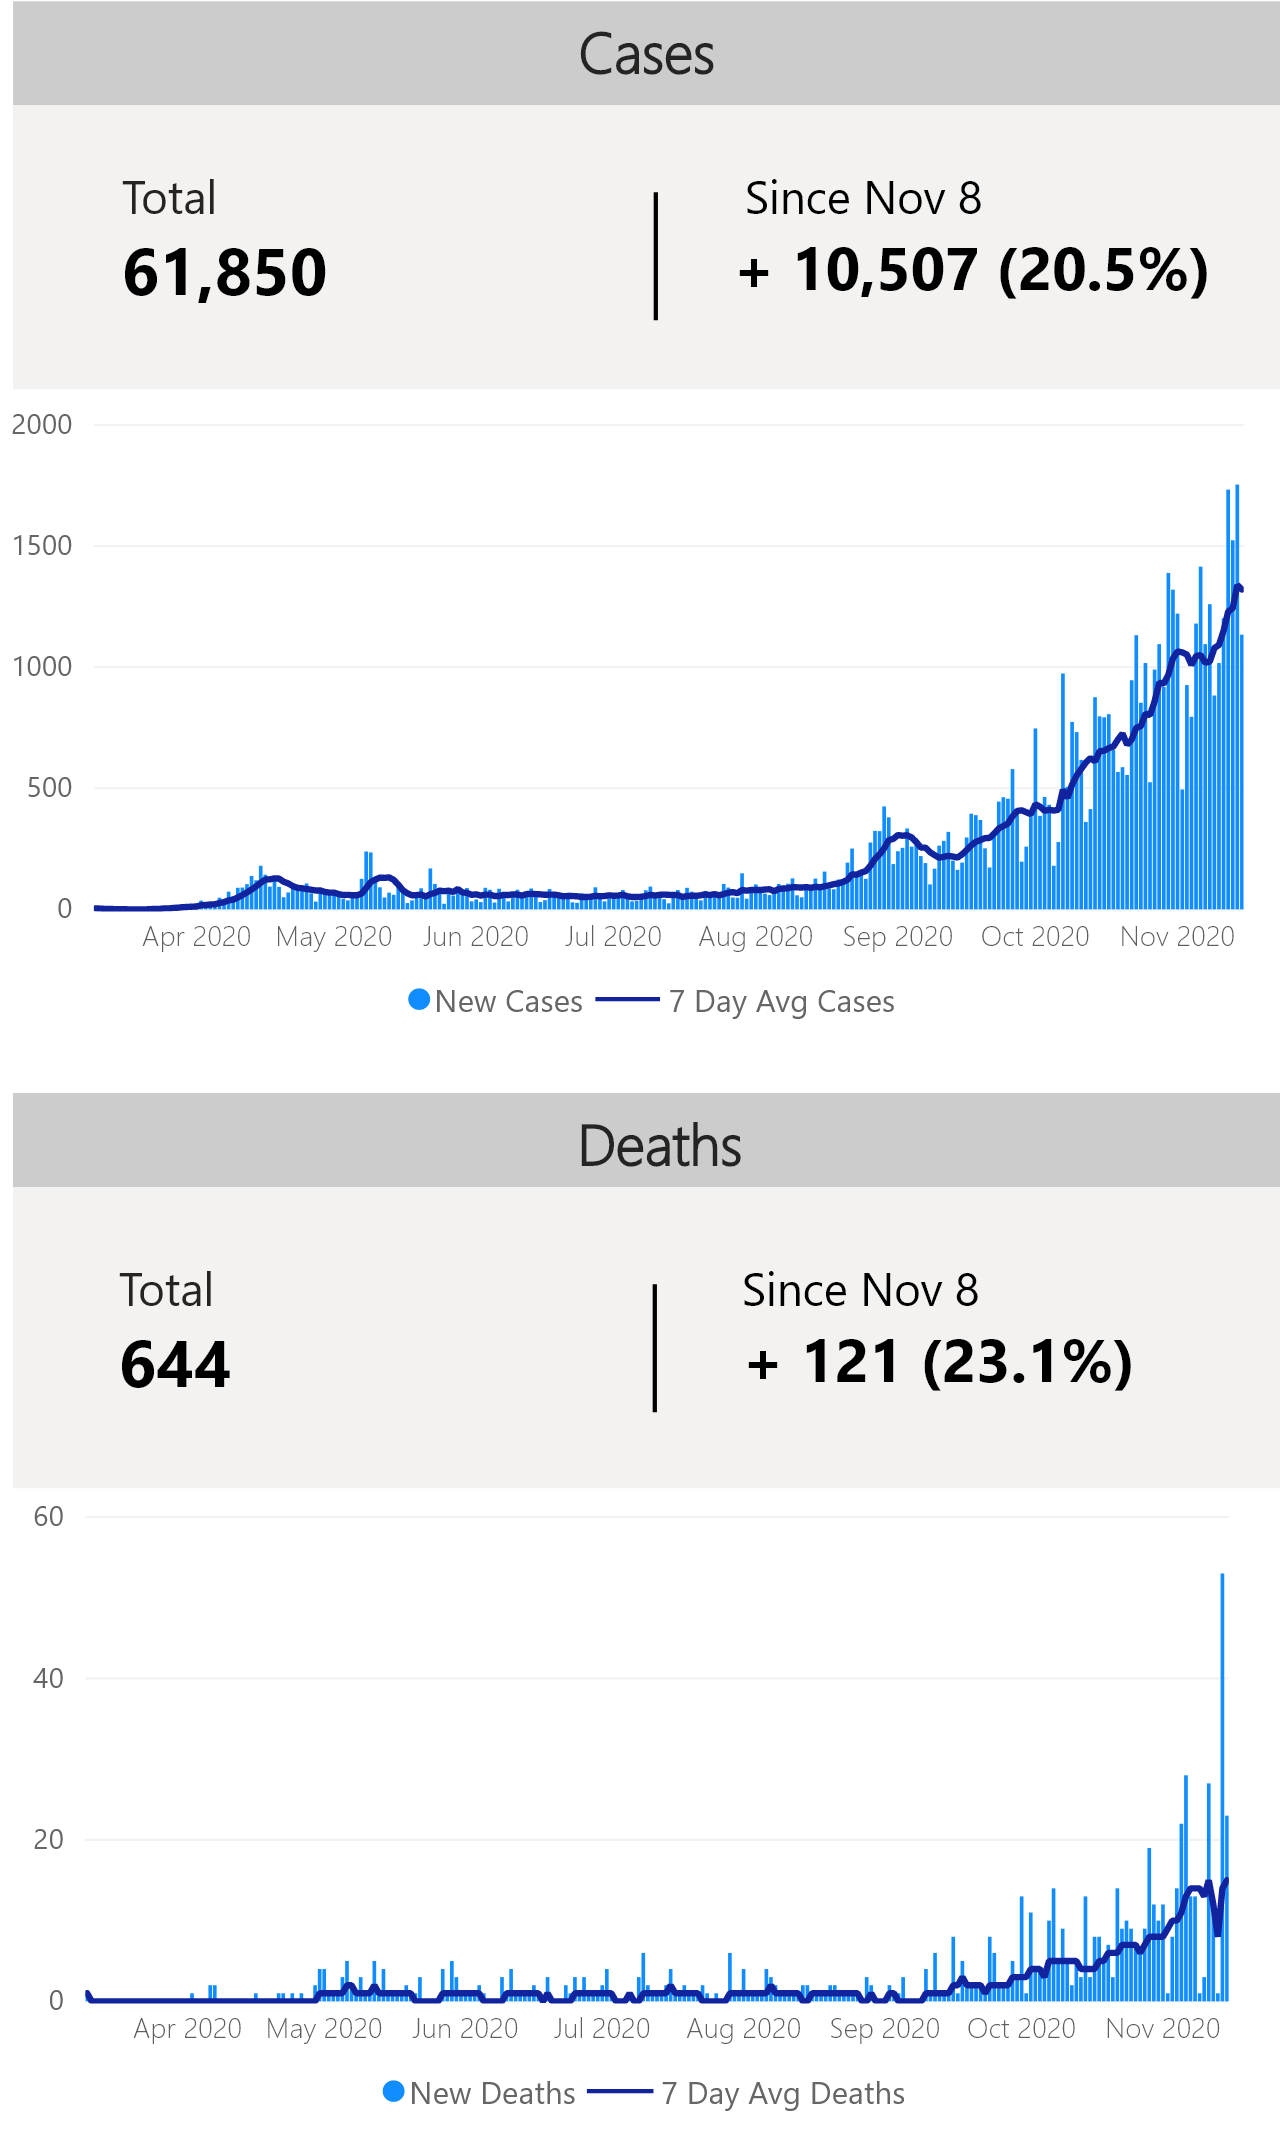 Cases
Total
Since Nov 8
61,850
+ 10,507 (20.5%)
2000
1500
1000
500
0
Apr 2020 May 2020 Jun 2020 Jul 2020 Aug 2020 Sep 2020 Oct 2020 Nov 2020
New Cases 7 Day Avg Cases
Deaths
Total
Since Nov 8
644
+ 121 (23.1%)
60
40
20
0
Apr 2020 May 2020 Jun 2020 Jul 2020 Aug 2020 Sep 2020 Oct 2020 Nov 2020
New Deaths 7 Day Avg Deaths